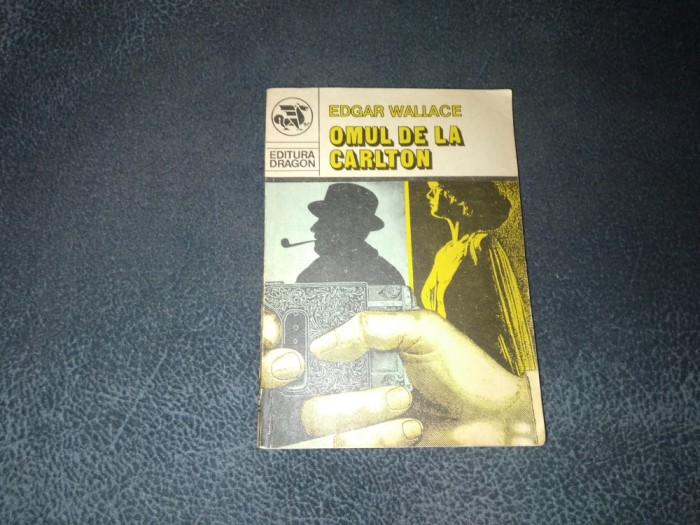 EDGAR WALLACE
OMUL DE LA
CARLTON
EDITURA
DRAGON